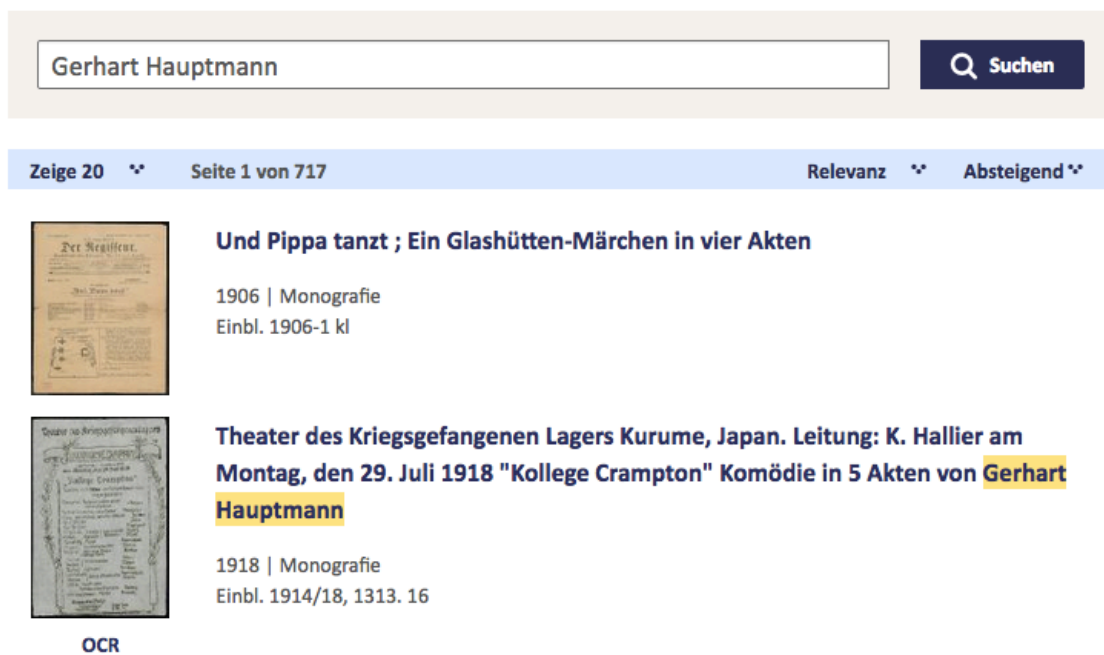 Gerhart Hauptmann
Suchen
Zeige 20
Seite 1 von 717
Relevanz
Absteigend
Der Regisseur.
Und Pippa tanzt ; Ein Glashütten-Märchen in vier Akten
1906 | Monografie
Einbl. 1906-1 kl
Theater des Kriegsgefangenen Lagers Kurume, Japan. Leitung: K. Hallier am
Montag, den 29. Juli 1918 "Kollege Crampton" Komödie in 5 Akten von Gerhart
Hauptmann
1918 | Monografie
Einbl. 1914/18, 1313. 16
OCR